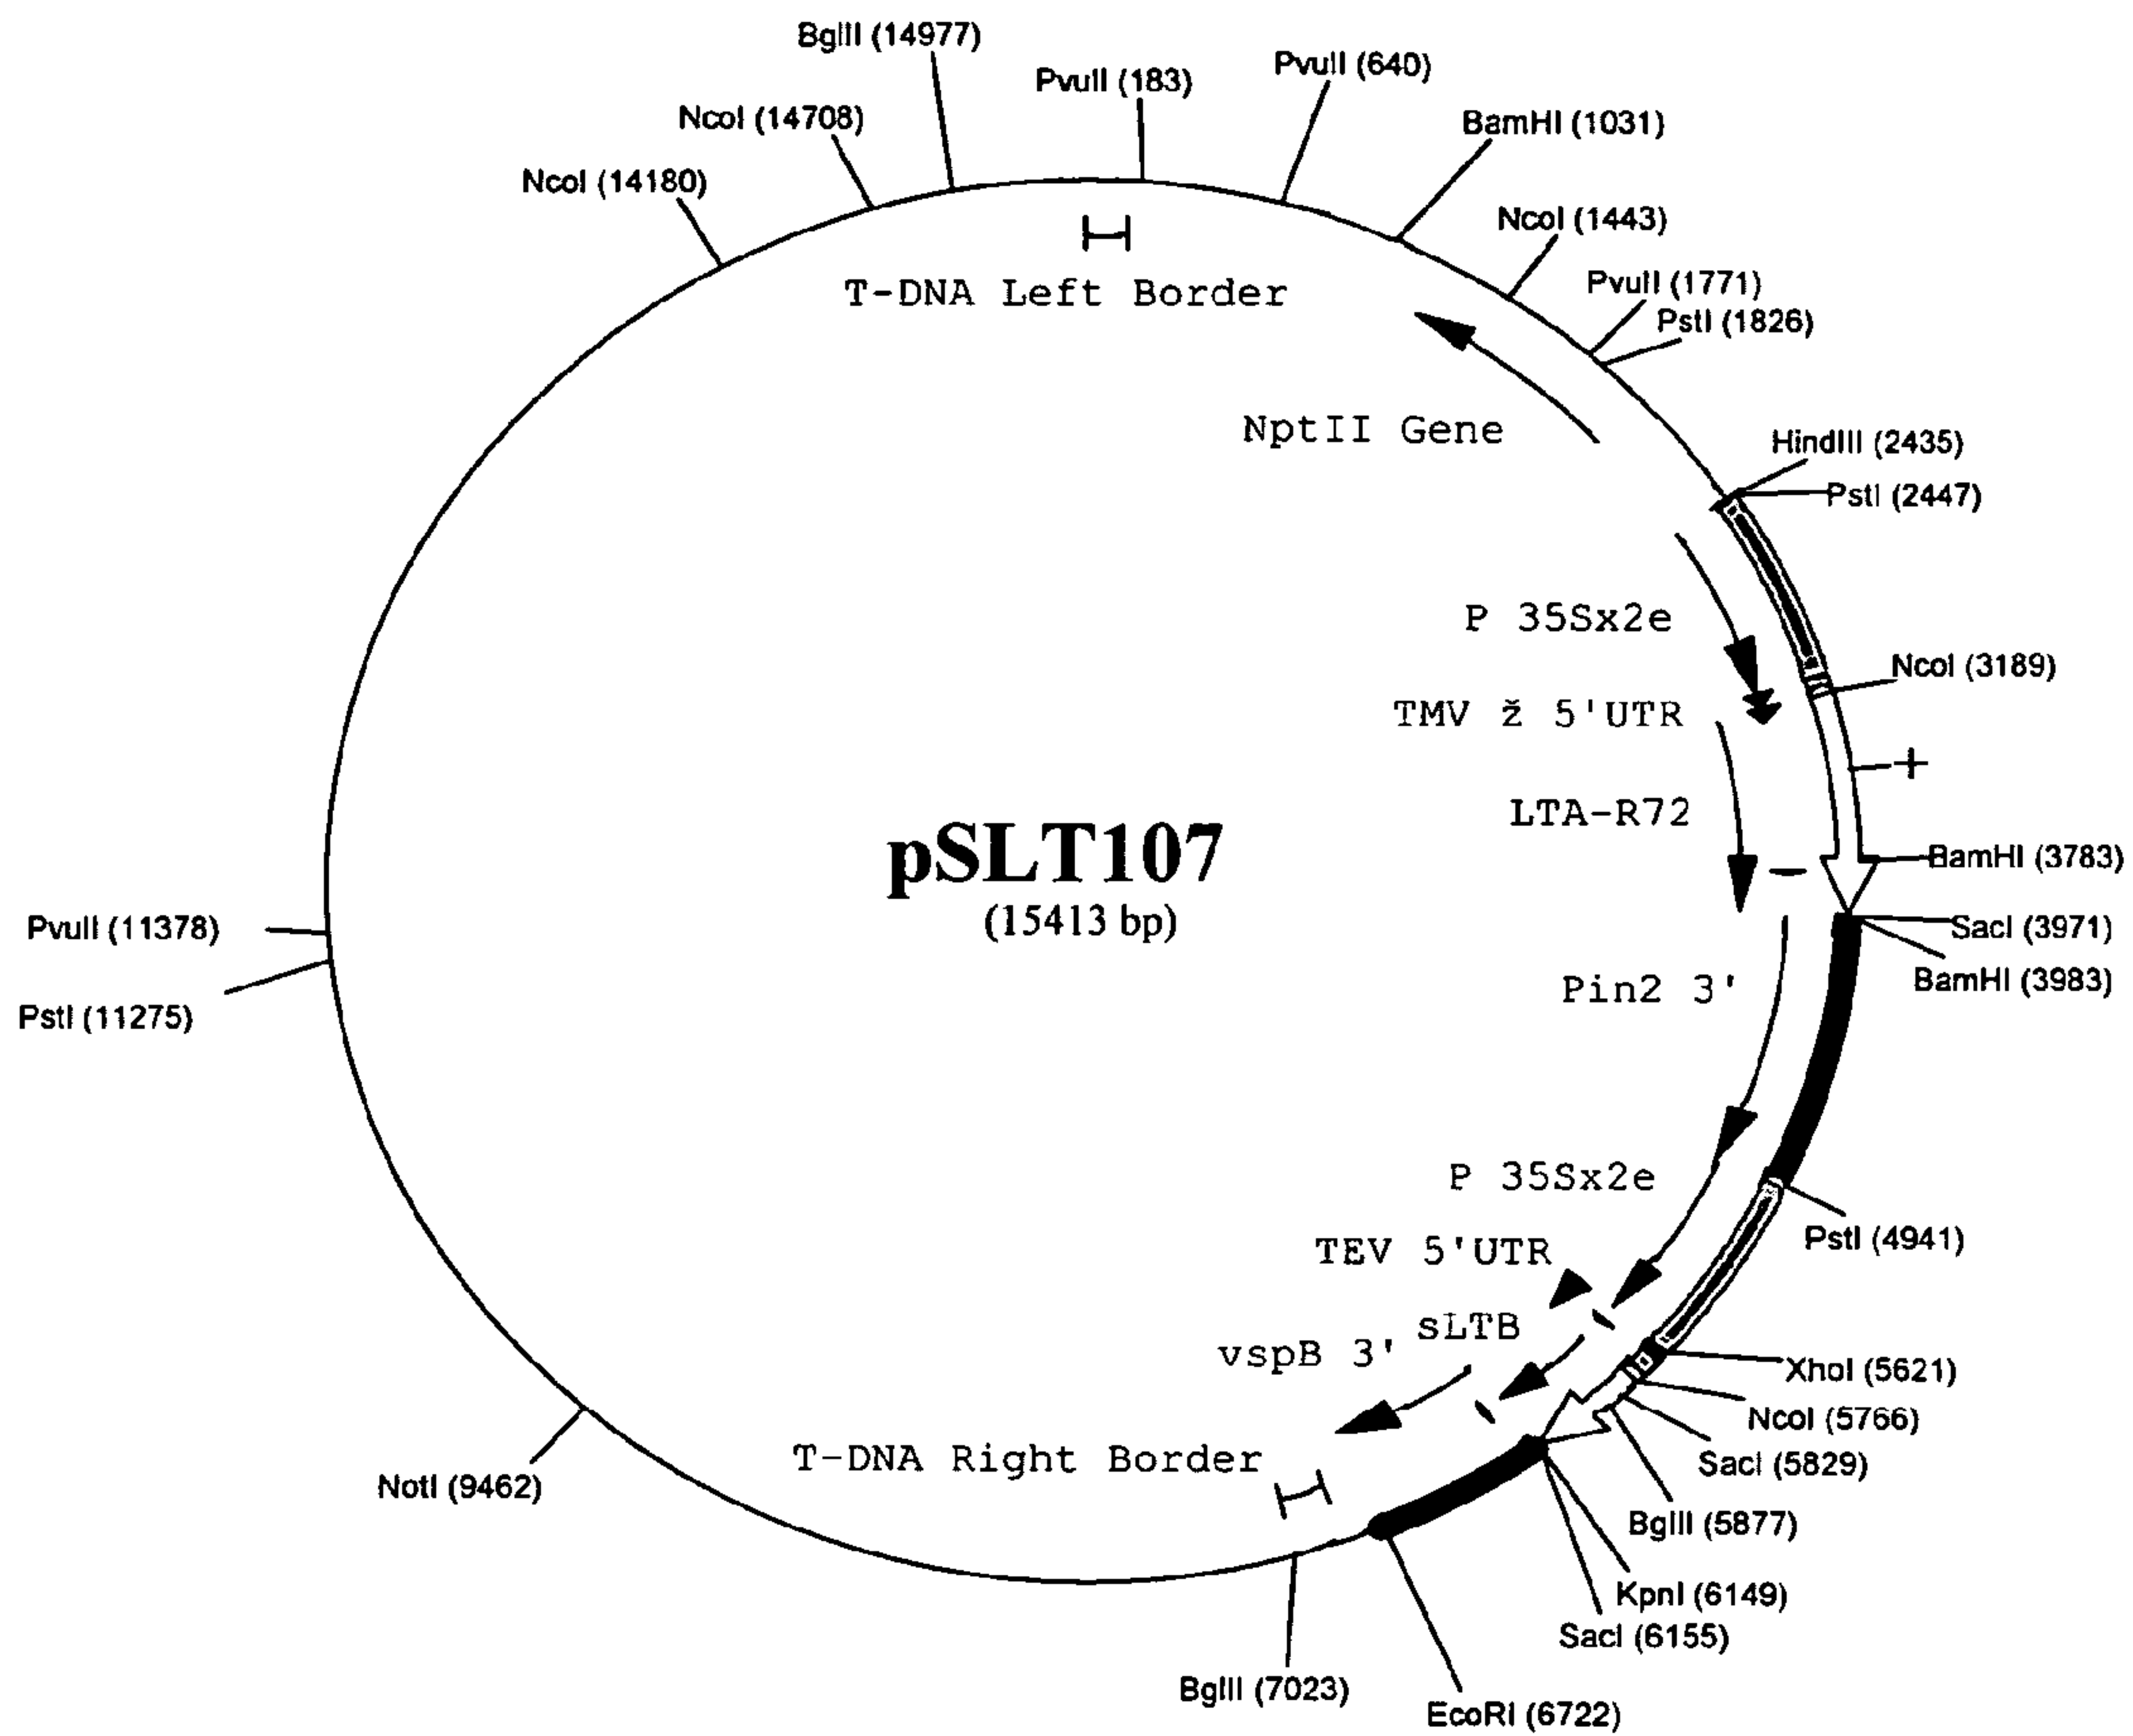 BglII (14977)
PvuII (183)
PvuII (640)
NcoI (14708)
BamHI (1031)
NcoI (14180)
NcoI (1443)
PvuII (1771)
T-DNA Left Border
PstI (1826)
NptII Gene
HindIII (2435)
PstI (2447)
P 35Sx2e
NcoI (3189)
TMV ž 5'UTR
+
LTA-R72
pSLT107
(15413 bp)
BamHI (3783)
–
SacI (3971)
PvuII (11378)
BamHI (3983)
Pin2 3'
PstI (11275)
P 35Sx2e
PstI (4941)
TEV 5'UTR
sLTB
vspB 3'
XhoI (5621)
NcoI (5766)
T-DNA Right Border
SacI (5829)
NotI (9462)
BglII (5877)
KpnI (6149)
SacI (6155)
BglII (7023)
EcoRI (6722)